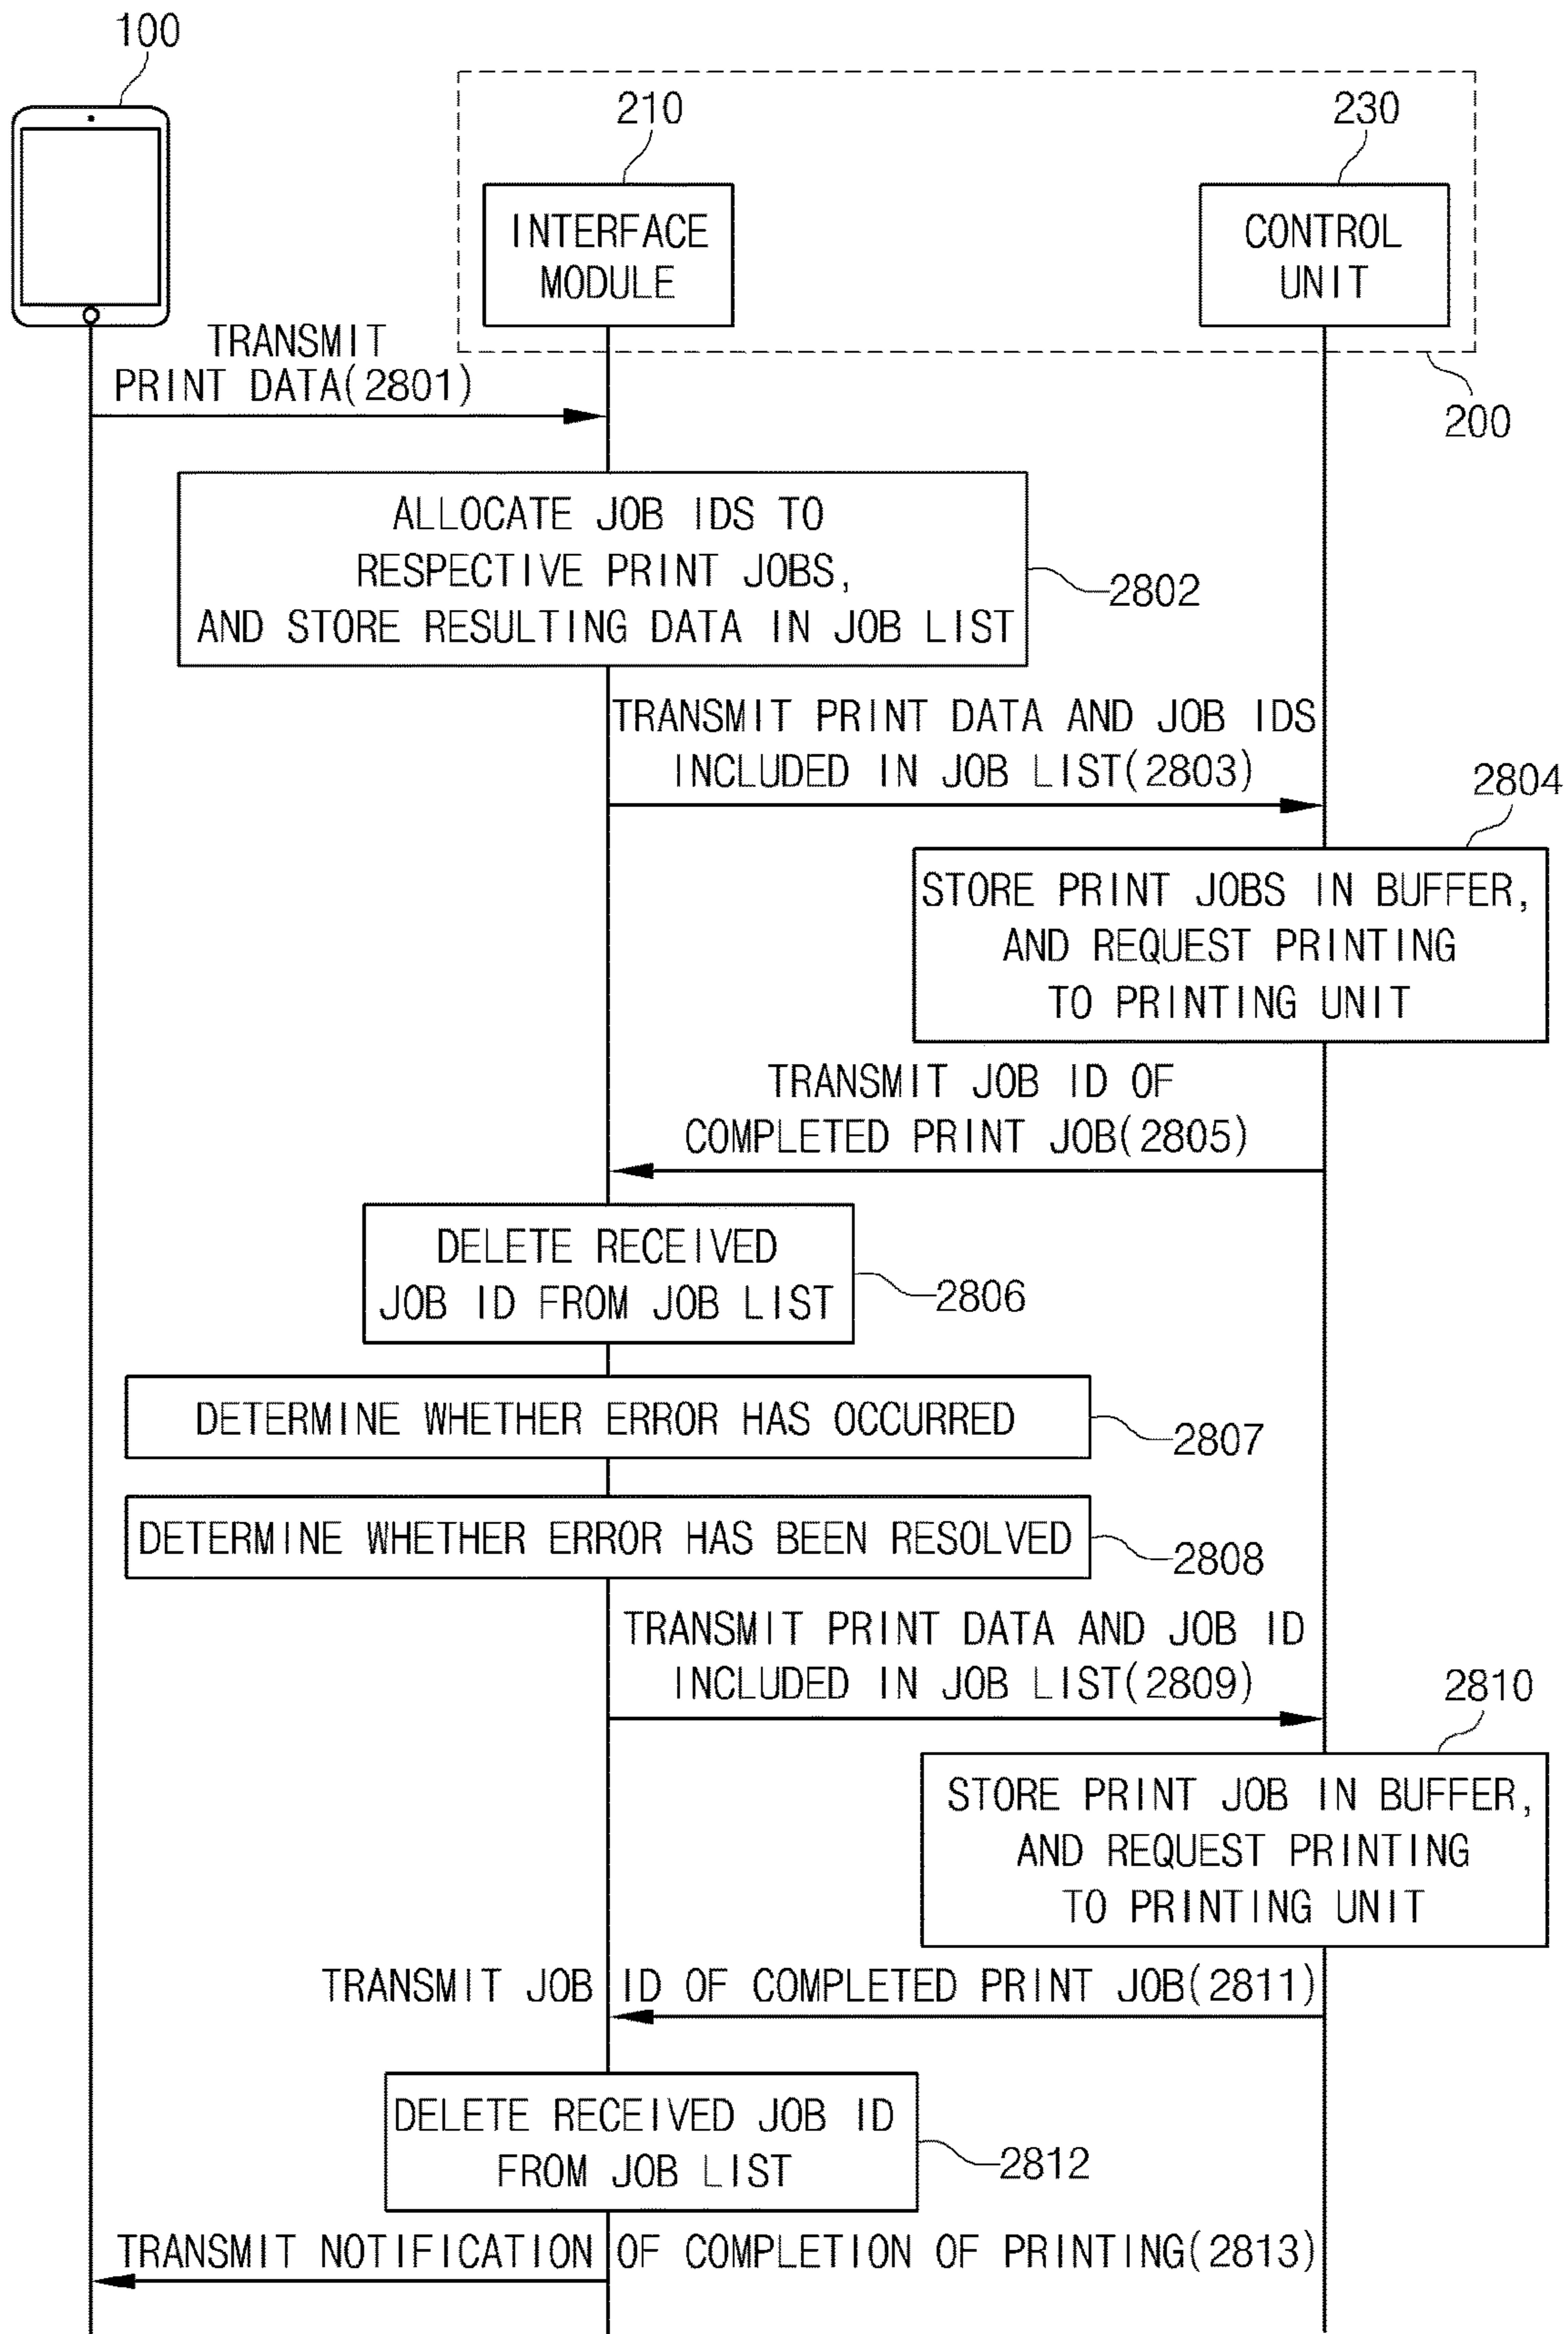 100
210
230
INTERFACE
MODULE
CONTROL
UNIT
200
TRANSMIT
PRINT DATA(2801)
ALLOCATE JOB IDS TO
RESPECTIVE PRINT JOBS,
AND STORE RESULTING DATA IN JOB LIST
2802
TRANSMIT PRINT DATA AND JOB IDS
INCLUDED IN JOB LIST(2803)
2804
STORE PRINT JOBS IN BUFFER,
AND REQUEST PRINTING
TO PRINTING UNIT
TRANSMIT JOB ID OF
COMPLETED PRINT JOB(2805)
DELETE RECEIVED
JOB ID FROM JOB LIST
2806
DETERMINE WHETHER ERROR HAS OCCURRED
2807
DETERMINE WHETHER ERROR HAS BEEN RESOLVED
2808
TRANSMIT PRINT DATA AND JOB ID
INCLUDED IN JOB LIST(2809)
2810
STORE PRINT JOB IN BUFFER,
AND REQUEST PRINTING
TO PRINTING UNIT
TRANSMIT JOB ID OF COMPLETED PRINT JOB(2811)
DELETE RECEIVED JOB ID
FROM JOB LIST
2812
TRANSMIT NOTIFICATION OF COMPLETION OF PRINTING(2813)